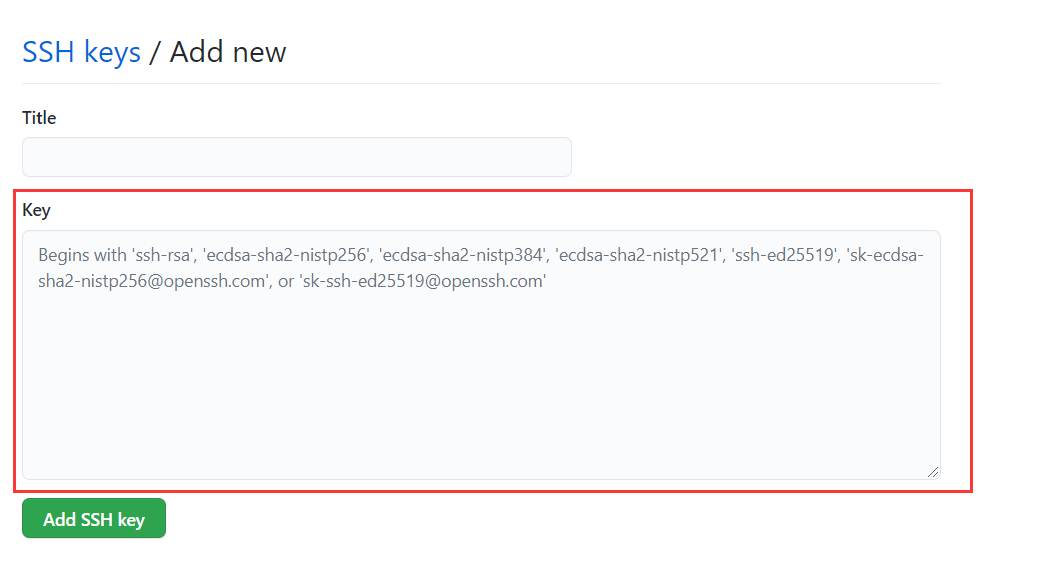 SSH keys / Add new
Title
Key
Begins with 'ssh-rsa', 'ecdsa-sha2-nistp256', 'ecdsa-sha2-nistp384', 'ecdsa-sha2-nistp521', 'ssh-ed25519', 'sk-ecdsa-
sha2-nistp256@openssh.com', or 'sk-ssh-ed25519@openssh.com'
Add SSH key